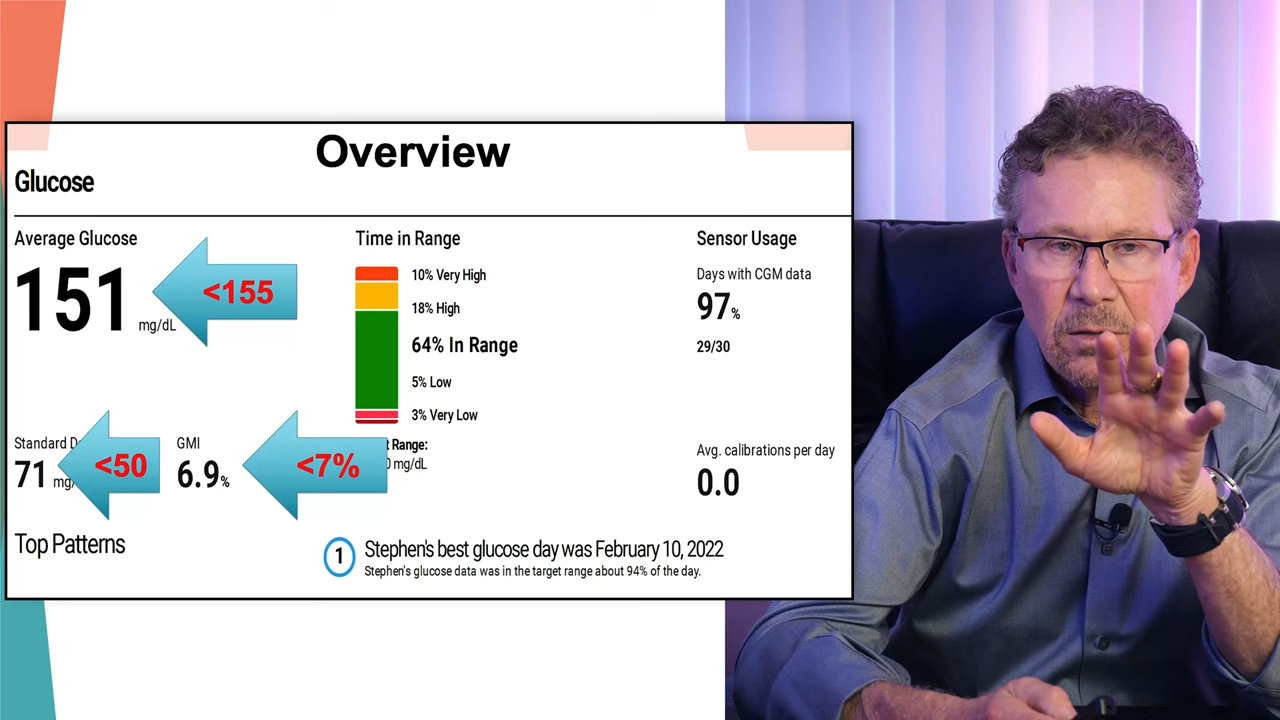 Overview
Glucose
Average Glucose
151 mg/dL
<155
Time in Range
10% Very High
18% High
64% In Range
5% Low
3% Very Low
Range:
mg/dL
Sensor Usage
Days with CGM data
97%
29/30
Standard
71
<50
GMI
6.9%
<7%
Avg. calibrations per day
0.0
Top Patterns
1
Stephen's best glucose day was February 10, 2022
Stephen's glucose data was in the target range about 94% of the day.